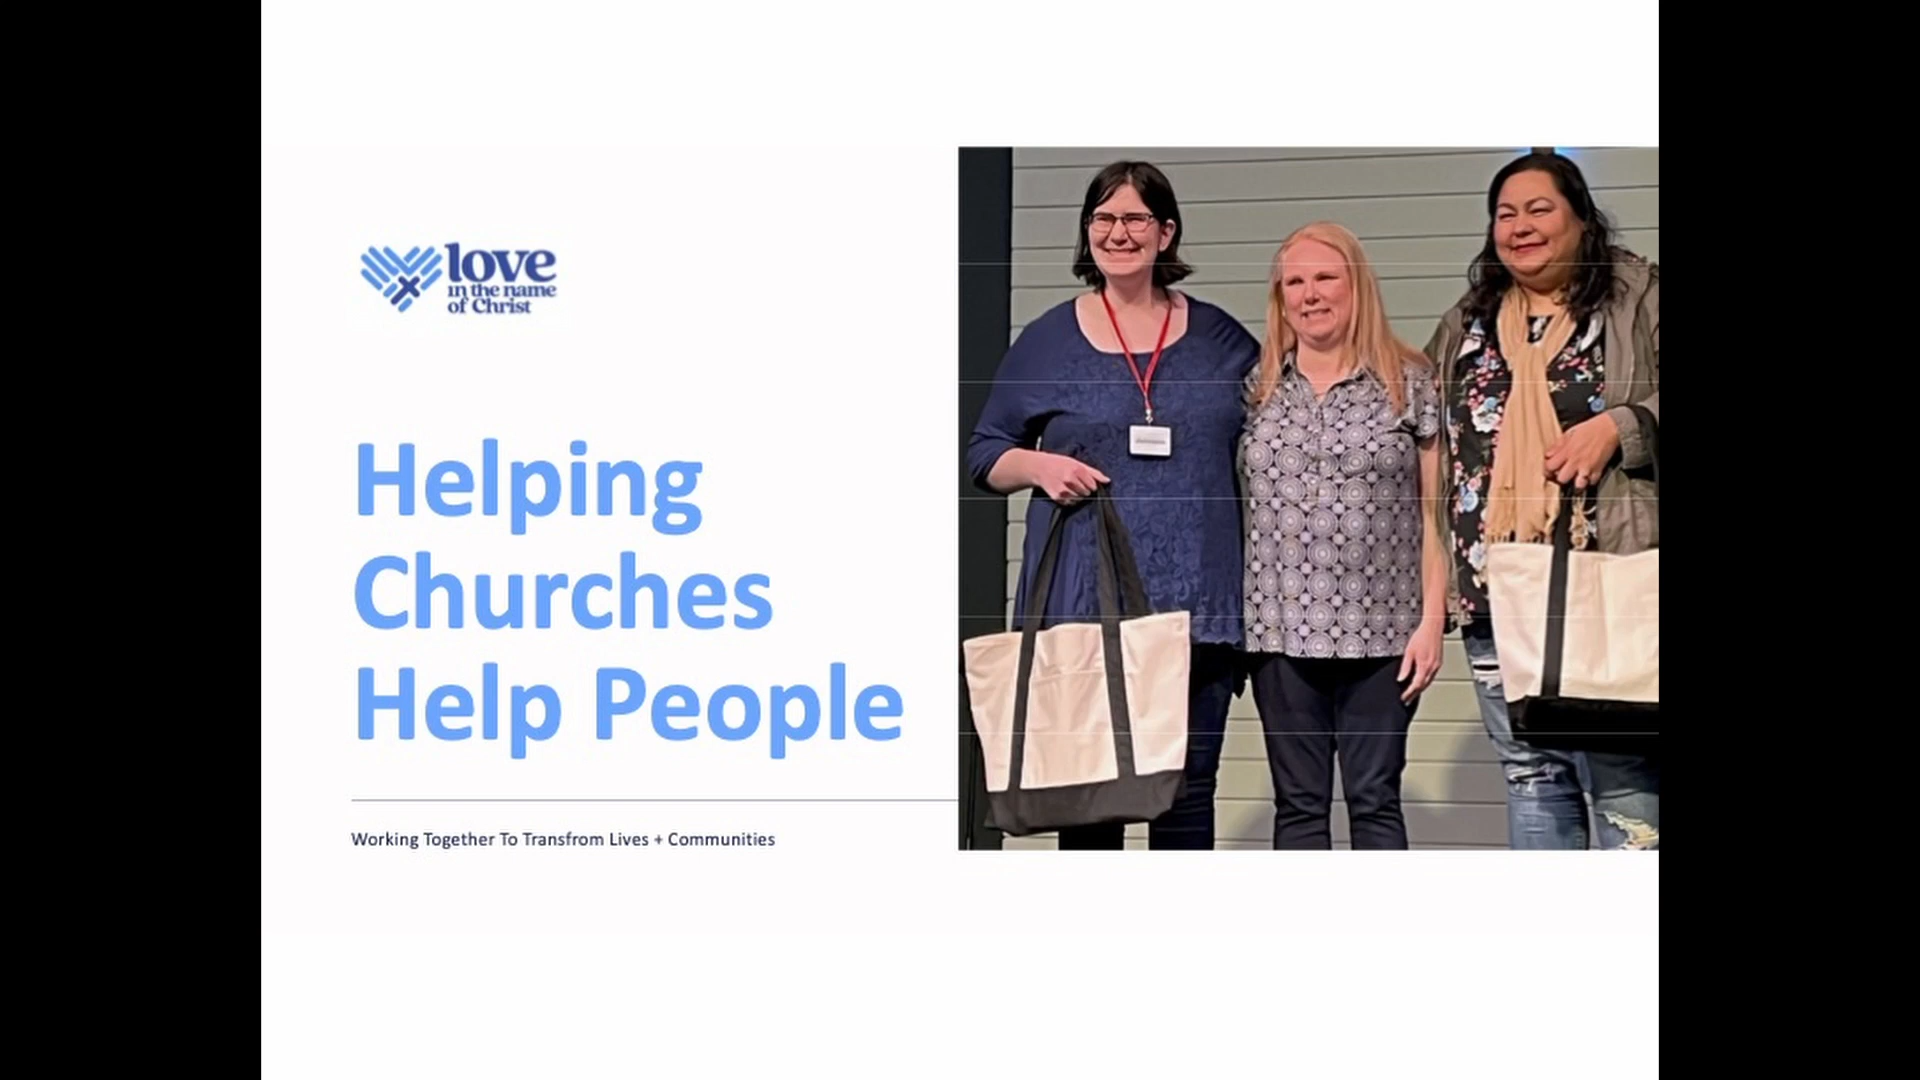 love
in the name
of Christ
Helping
Churches
Help People
Working Together To Transfrom Lives + Communities